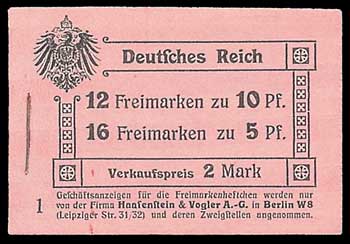 Deutsches Reich
12 Freimarken zu 10 Pf.
16 Freimarken zu 5 Pf.
Verkaufspreis 2 Mark
1
Geschäftsanzeigen für die Freimarkenheftchen werden nur
von der Firma Haasenstein & Vogler A.-G. in Berlin W8
(Leipziger Str. 31/32) und deren Zweigstellen angenommen.